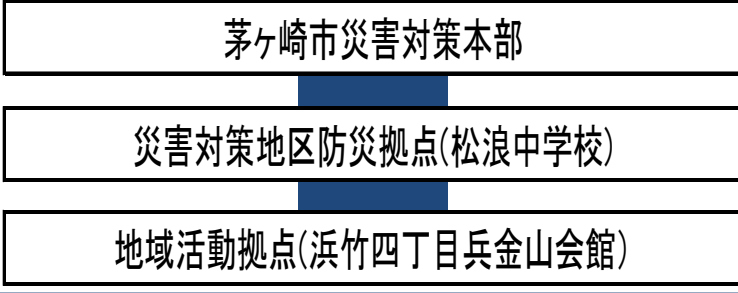 茅ヶ崎市災害対策本部
災害対策地区防災拠点(松浪中学校)
地域活動拠点(浜竹四丁目兵金山会館)